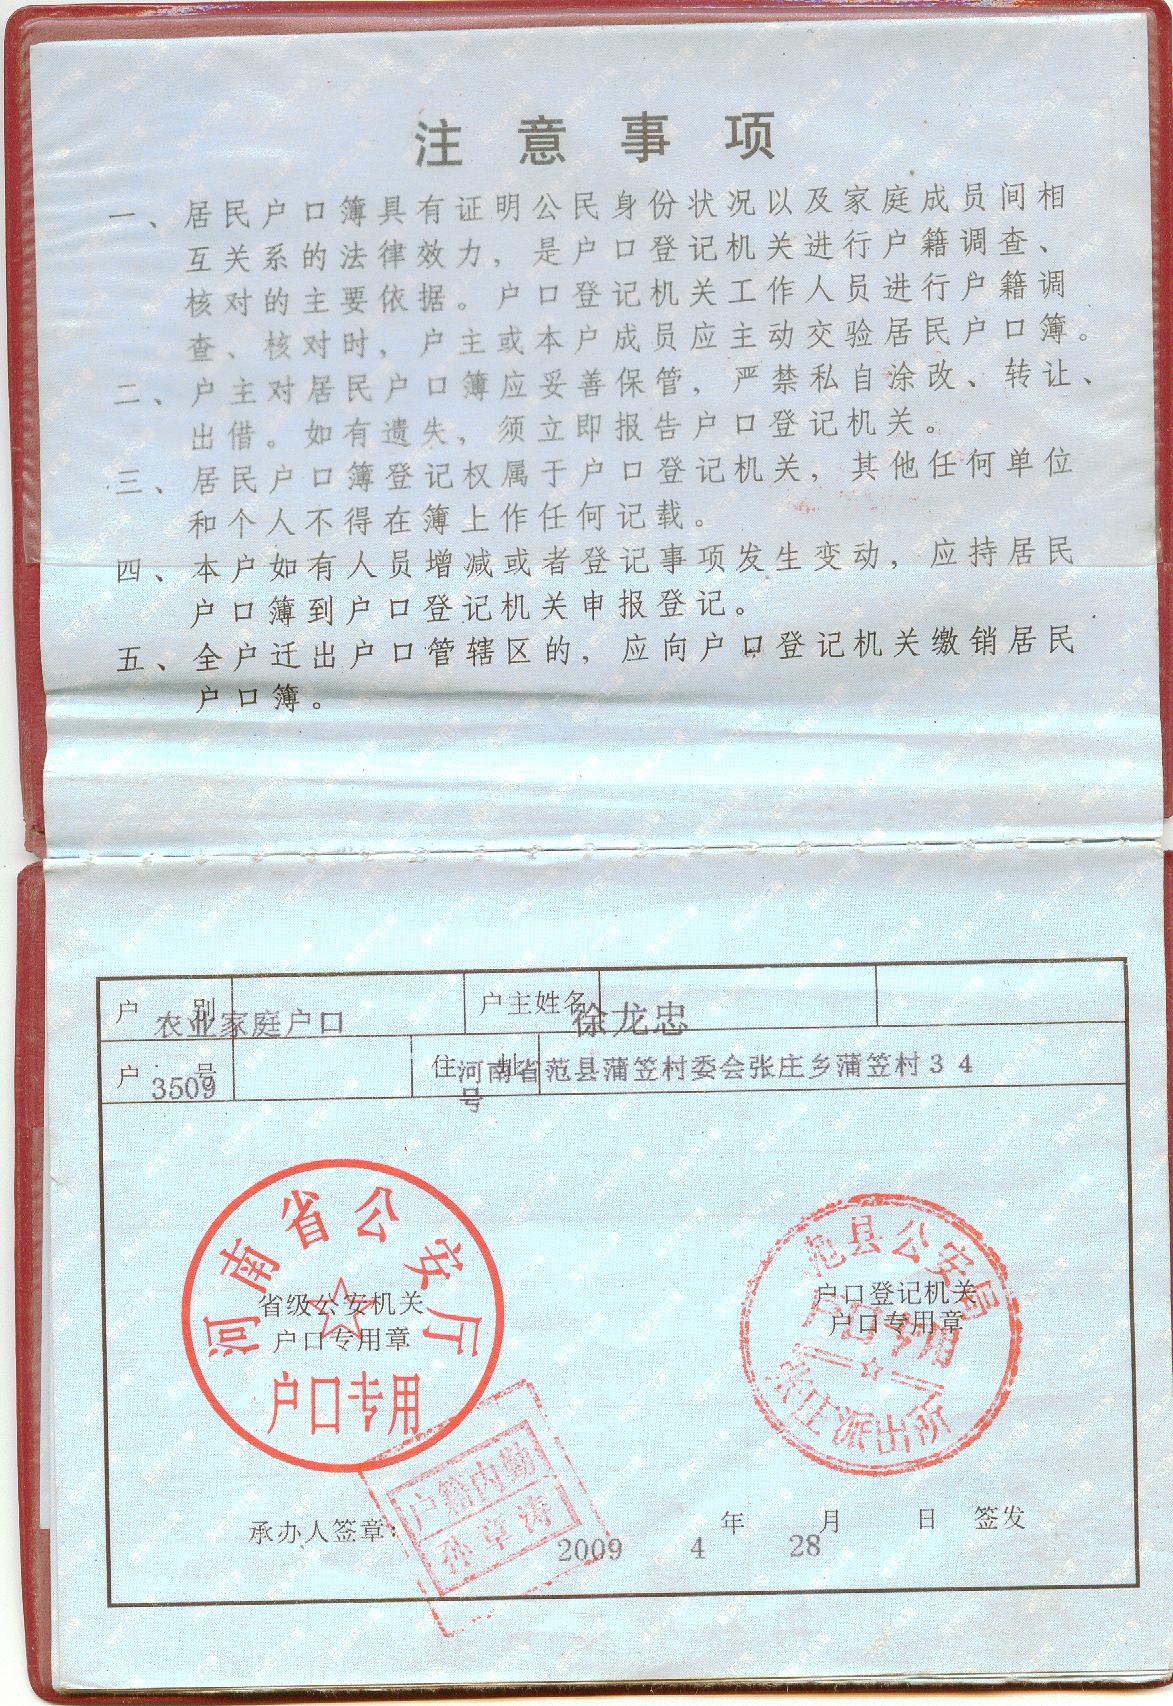 注意事项
一、居民户口簿具有证明公民身份状况以及家庭成员间相
互关系的法律效力，是户口登记机关进行户籍调查、
核对的主要依据。户口登记机关工作人员进行户籍调
查、核对时，户主或本户成员应主动交验居民户口簿。
二、户主对居民户口簿应妥善保管，严禁私自涂改、转让、
出借。如有遗失，须立即报告户口登记机关。
三、居民户口簿登记权属于户口登记机关，其他任何单位
和个人不得在簿上作任何记载。
四、本户如有人员增减或者登记事项发生变动，应持居民
户口簿到户口登记机关申报登记。
五、全户迁出户口管辖区的，应向户口登记机关缴销居民
户口簿。
户别 农业家庭户口 户主姓名 徐龙忠
户号 3509 住址 河南省范县蒲笠村委会张庄乡蒲笠村34
号
河南省公安厅
省级公安机关
户口专用章
户口专用
范县公安局
户口登记机关
户口专用章
户口专用
张庄派出所
户籍内勤
承办人签章：
2009年4月28日签发